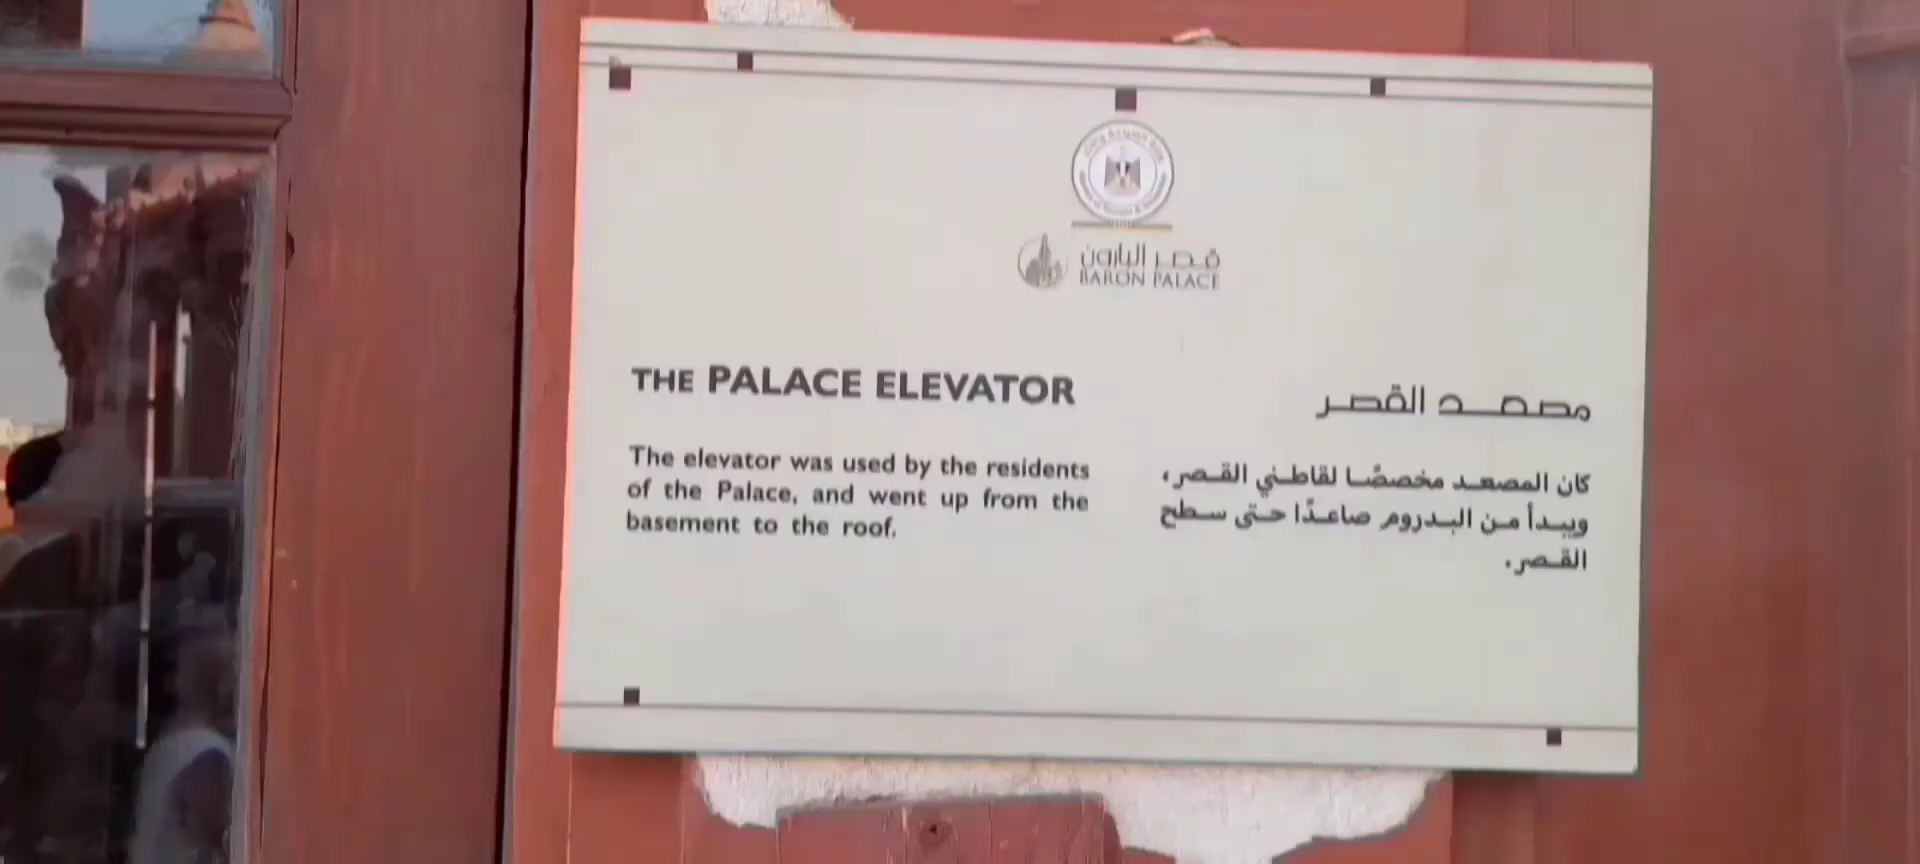 قصر البارون
BARON PALACE
THE PALACE ELEVATOR
The elevator was used by the residents
of the Palace, and went up from the
basement to the roof.
مصعد القصر
كان المصعد مخصصًا لقاطني القصر،
ويبدأ من البدروم صاعدًا حتى سطح
القصر.